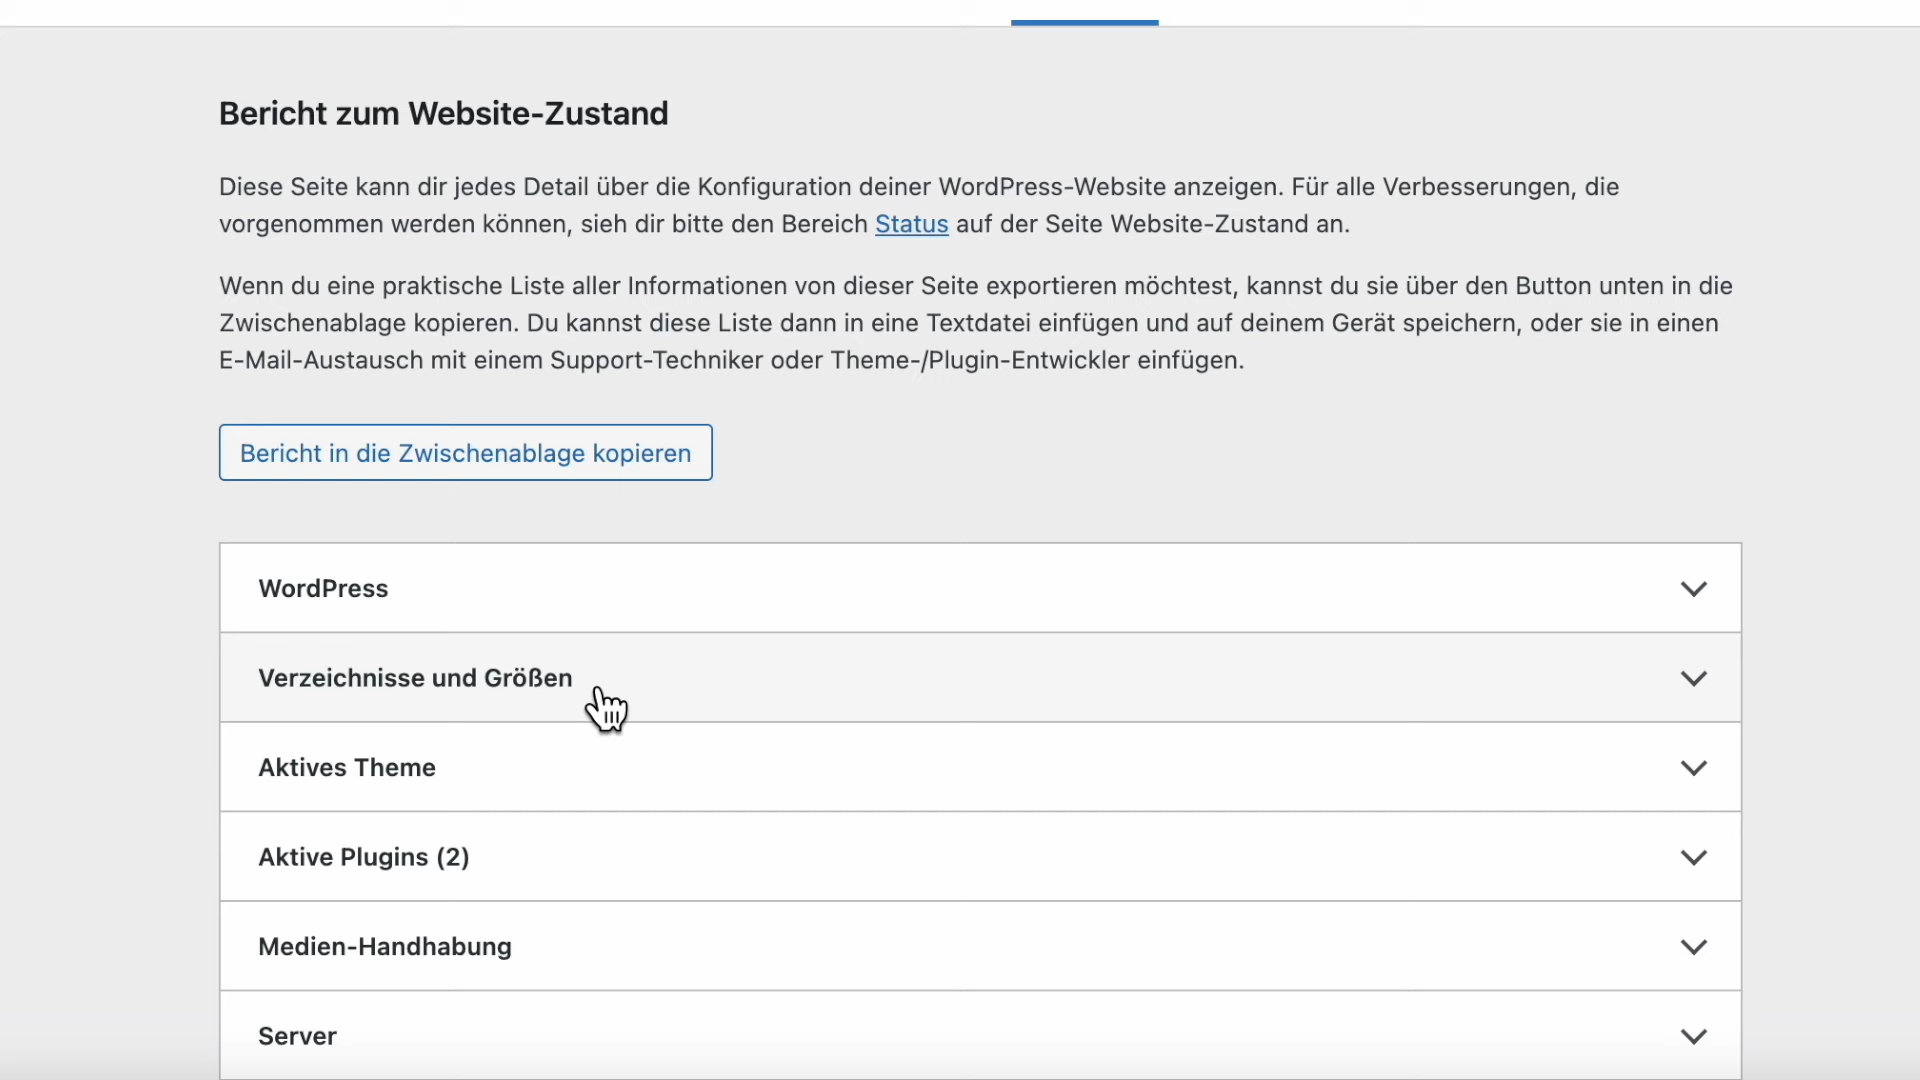 Bericht zum Website-Zustand
Diese Seite kann dir jedes Detail über die Konfiguration deiner WordPress-Website anzeigen. Für alle Verbesserungen, die
vorgenommen werden können, sieh dir bitte den Bereich Status auf der Seite Website-Zustand an.
Wenn du eine praktische Liste aller Informationen von dieser Seite exportieren möchtest, kannst du sie über den Button unten in die
Zwischenablage kopieren. Du kannst diese Liste dann in eine Textdatei einfügen und auf deinem Gerät speichern, oder sie in einen
E-Mail-Austausch mit einem Support-Techniker oder Theme-/Plugin-Entwickler einfügen.
Bericht in die Zwischenablage kopieren
WordPress
Verzeichnisse und Größen
Aktives Theme
Aktive Plugins (2)
Medien-Handhabung
Server